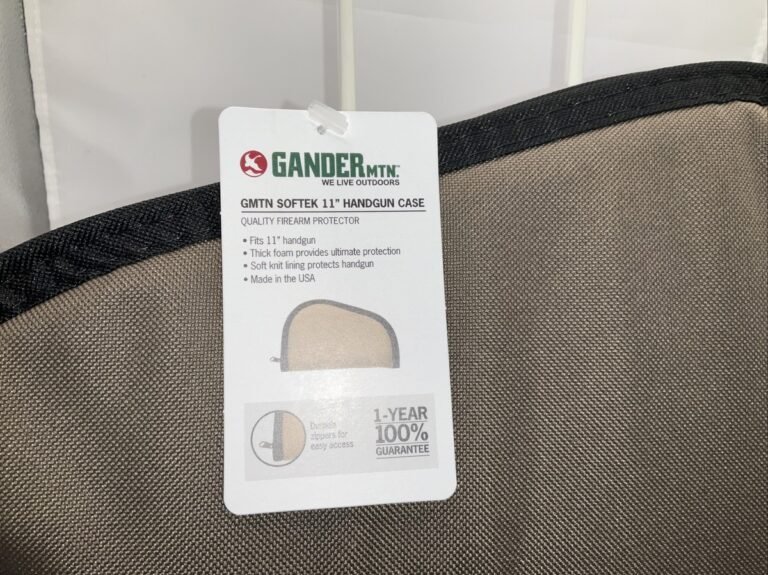 GANDER MTN.™
WE LIVE OUTDOORS
GMTN SOFTEK 11" HANDGUN CASE
QUALITY FIREARM PROTECTOR
• Fits 11" handgun
• Thick foam provides ultimate protection
• Soft knit lining protects handgun
• Made in the USA
Durable
zippers for
easy access
1-YEAR
100%
GUARANTEE